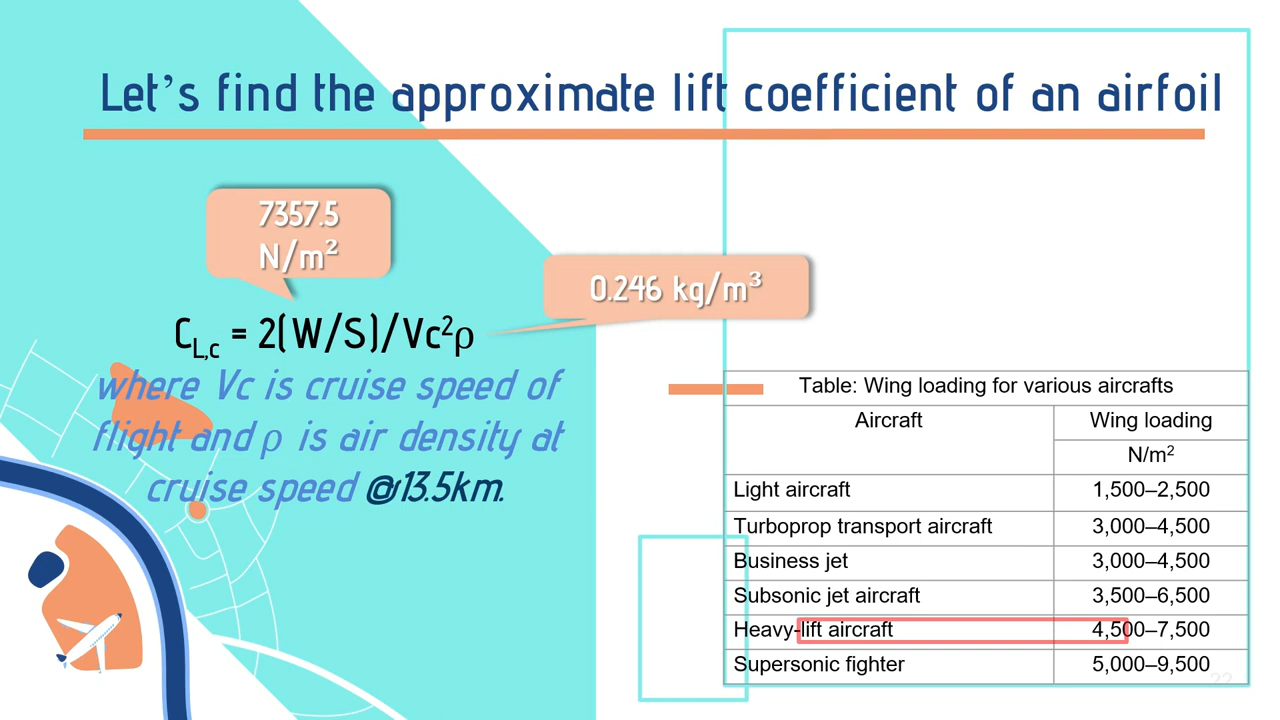 Let's find the approximate lift coefficient of an airfoil
7357.5
N/m²
0.246 kg/m³
C_L,c = 2(W/S)/Vc²ρ
where Vc is cruise speed of
flight and ρ is air density at
cruise speed @13.5km.
Table: Wing loading for various aircrafts
Aircraft Wing loading
N/m²
Light aircraft 1,500–2,500
Turboprop transport aircraft 3,000–4,500
Business jet 3,000–4,500
Subsonic jet aircraft 3,500–6,500
Heavy-lift aircraft 4,500–7,500
Supersonic fighter 5,000–9,500
22